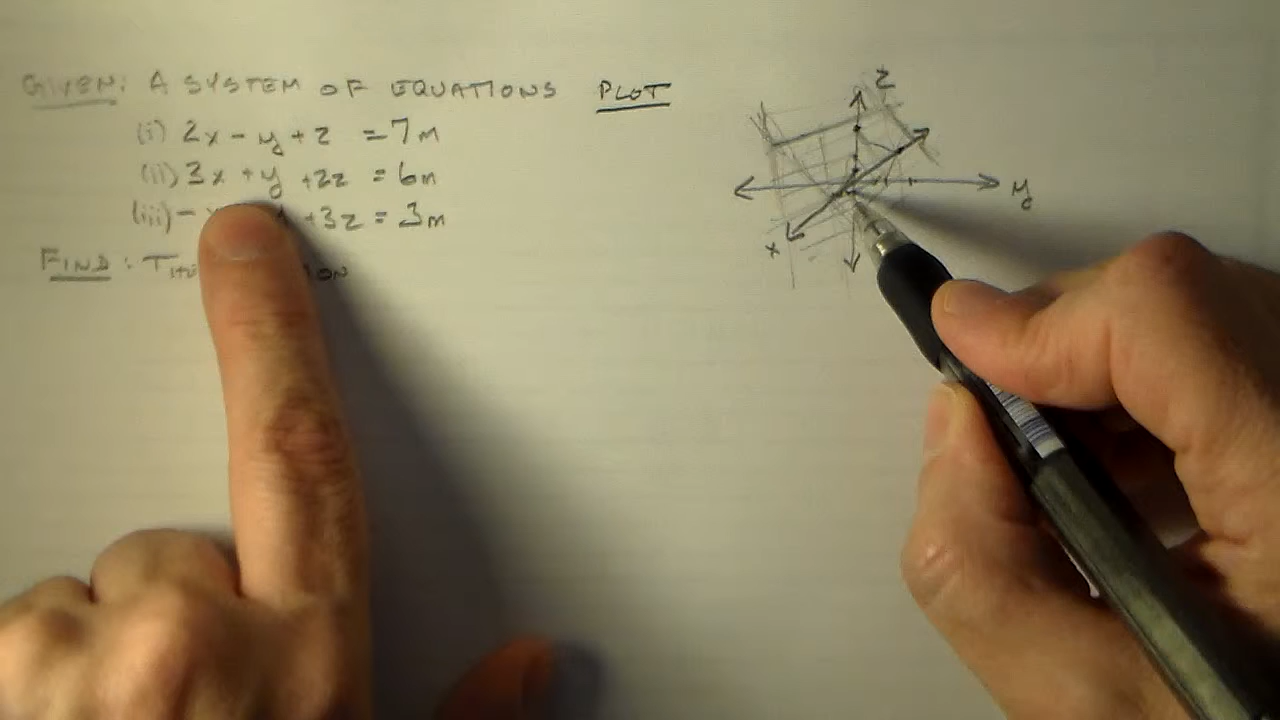 GIVEN: A SYSTEM OF EQUATIONS PLOT
(i) 2x - y + z = 7m
(ii) 3x + y + 2z = 6m
(iii) - +3z = 3m
FIND:
z
y
x